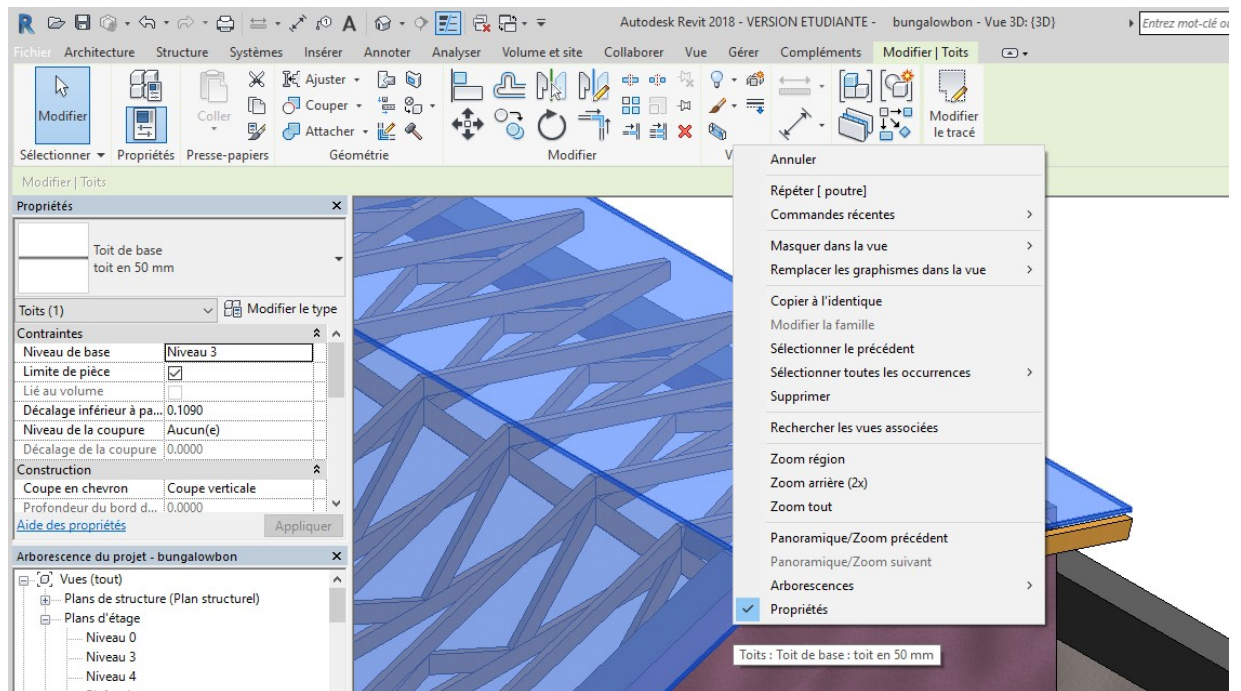 R
A
Autodesk Revit 2018 - VERSION ETUDIANTE - bungalowbon - Vue 3D: {3D}
Entrez mot-clé ou
Fichier Architecture Structure Systèmes Insérer Annoter Analyser Volume et site Collaborer Vue Gérer Compléments Modifier | Toits
Ajuster
Modifier
Coller
Couper
Attacher
Modifier
le tracé
Sélectionner Propriétés Presse-papiers Géométrie Modifier V
Modifier | Toits
Propriétés
Toit de base
toit en 50 mm
Toits (1) Modifier le type
Contraintes
Niveau de base Niveau 3
Limite de pièce
Lié au volume
Décalage inférieur à pa... 0.1090
Niveau de la coupure Aucun(e)
Décalage de la coupure 0.0000
Construction
Coupe en chevron Coupe verticale
Profondeur du bord d... 0.0000
Aide des propriétés Appliquer
Arborescence du projet - bungalowbon
Vues (tout)
Plans de structure (Plan structurel)
Plans d'étage
Niveau 0
Niveau 3
Niveau 4
Annuler
Répéter [ poutre]
Commandes récentes
Masquer dans la vue
Remplacer les graphismes dans la vue
Copier à l'identique
Modifier la famille
Sélectionner le précédent
Sélectionner toutes les occurrences
Supprimer
Rechercher les vues associées
Zoom région
Zoom arrière (2x)
Zoom tout
Panoramique/Zoom précédent
Panoramique/Zoom suivant
Arborescences
Propriétés
Toits : Toit de base : toit en 50 mm